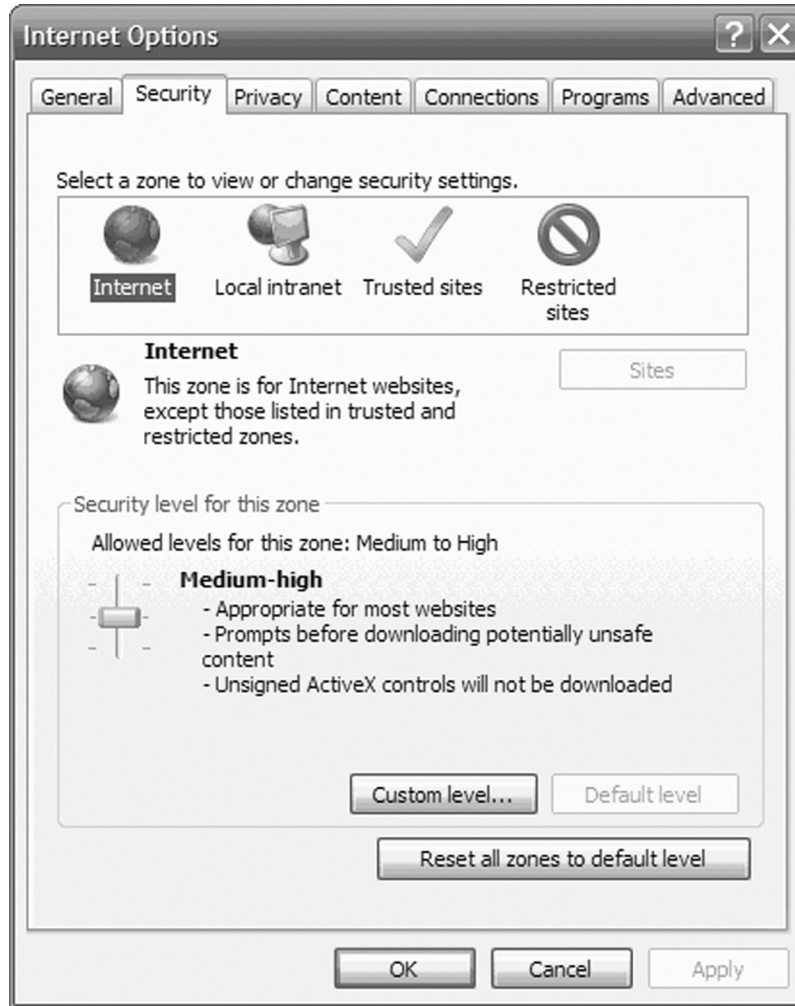 Internet Options
General Security Privacy Content Connections Programs Advanced
Select a zone to view or change security settings.
Internet Local intranet Trusted sites Restricted
sites
Internet
Sites
This zone is for Internet websites,
except those listed in trusted and
restricted zones.
Security level for this zone
Allowed levels for this zone: Medium to High
Medium-high
- Appropriate for most websites
- Prompts before downloading potentially unsafe
content
- Unsigned ActiveX controls will not be downloaded
Custom level... Default level
Reset all zones to default level
OK Cancel Apply